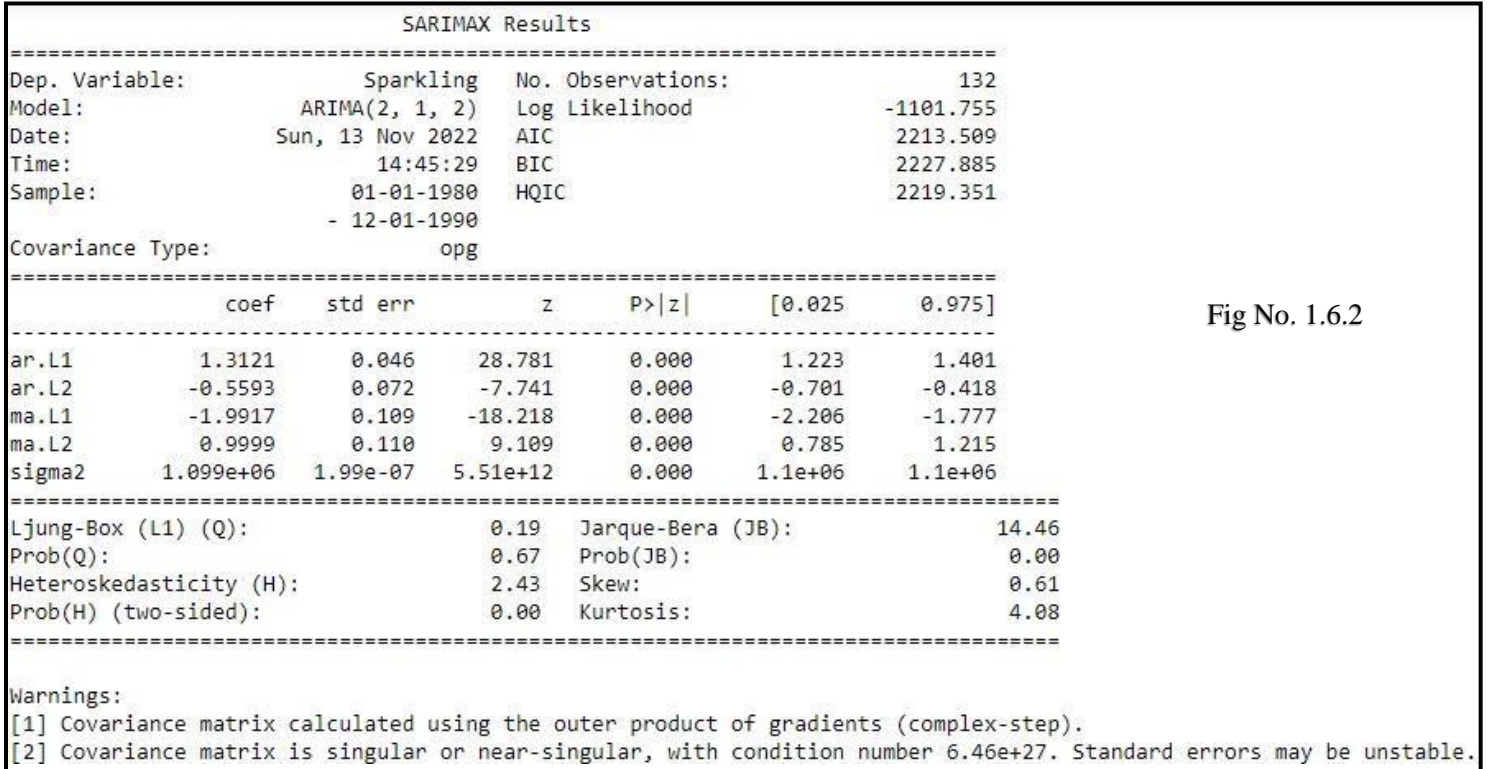 SARIMAX Results
==============================================================================
Dep. Variable: Sparkling No. Observations: 132
Model: ARIMA(2, 1, 2) Log Likelihood -1101.755
Date: Sun, 13 Nov 2022 AIC 2213.509
Time: 14:45:29 BIC 2227.885
Sample: 01-01-1980 HQIC 2219.351
- 12-01-1990
Covariance Type: opg
==============================================================================
coef std err z P>|z| [0.025 0.975]
------------------------------------------------------------------------------
ar.L1 1.3121 0.046 28.781 0.000 1.223 1.401
ar.L2 -0.5593 0.072 -7.741 0.000 -0.701 -0.418
ma.L1 -1.9917 0.109 -18.218 0.000 -2.206 -1.777
ma.L2 0.9999 0.110 9.109 0.000 0.785 1.215
sigma2 1.099e+06 1.99e-07 5.51e+12 0.000 1.1e+06 1.1e+06
===================================================================================
Ljung-Box (L1) (Q): 0.19 Jarque-Bera (JB): 14.46
Prob(Q): 0.67 Prob(JB): 0.00
Heteroskedasticity (H): 2.43 Skew: 0.61
Prob(H) (two-sided): 0.00 Kurtosis: 4.08
===================================================================================
Warnings:
[1] Covariance matrix calculated using the outer product of gradients (complex-step).
[2] Covariance matrix is singular or near-singular, with condition number 6.46e+27. Standard errors may be unstable.
Fig No. 1.6.2